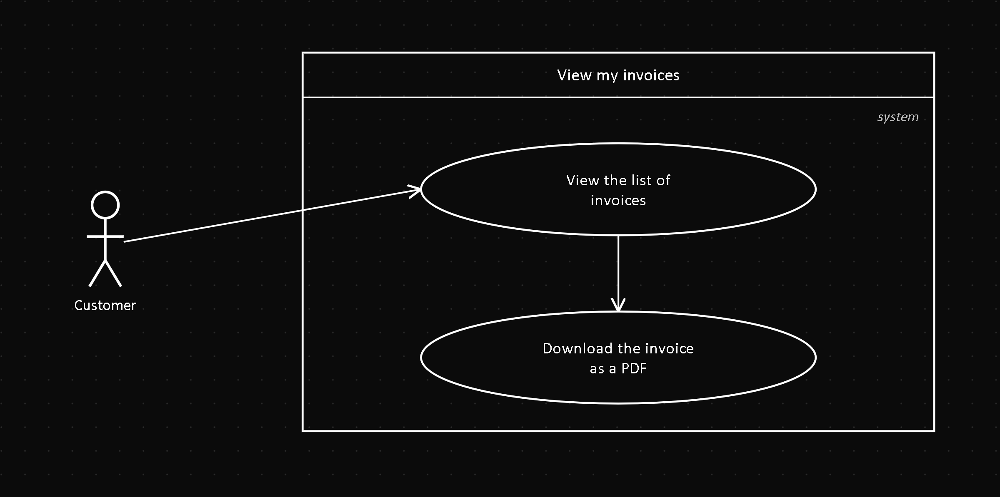 View my invoices
system
View the list of
invoices
Customer
Download the invoice
as a PDF